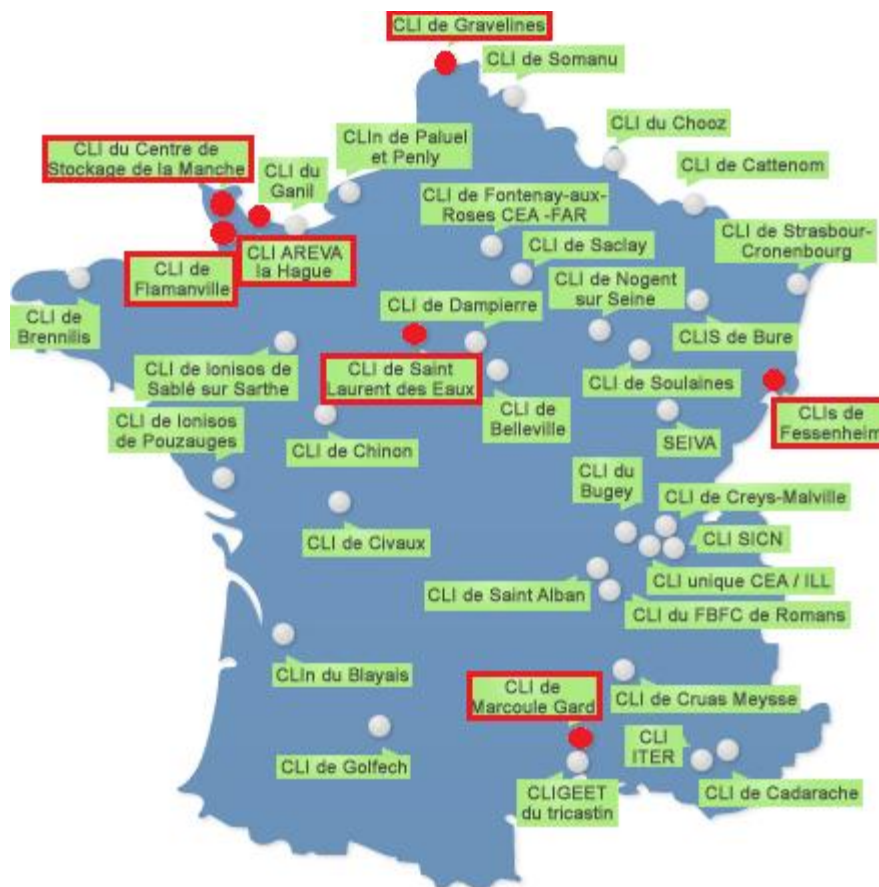 CLI de Gravelines
CLI de Somanu
CLI du Chooz
CLI du Centre de
Stockage de la Manche
CLIn de Paluel
et Penly
CLI du
Ganil
CLI de Cattenom
CLI de Fontenay-aux-
Roses CEA -FAR
CLI de Strasbour-
Cronenbourg
CLI de Saclay
CLI AREVA
la Hague
CLI de
Flamanville
CLI de Nogent
sur Seine
CLI de Dampierre
CLI de
Brennilis
CLIS de Bure
CLI de Ionisos de
Sablé sur Sarthe
CLI de Saint
Laurent des Eaux
CLI de Soulaines
CLI de
Belleville
CLIs de
Fessenheim
CLI de Ionisos
de Pouzauges
SEIVA
CLI de Chinon
CLI du
Bugey
CLI de Creys-Malville
CLI de Civaux
CLI SICN
CLI unique CEA / ILL
CLI de Saint Alban
CLI du FBFC de Romans
CLIn du Blayais
CLI de
Marcoule Gard
CLI de Cruas Meysse
CLI
ITER
CLI de Golfech
CLIGEET
du tricastin
CLI de Cadarache